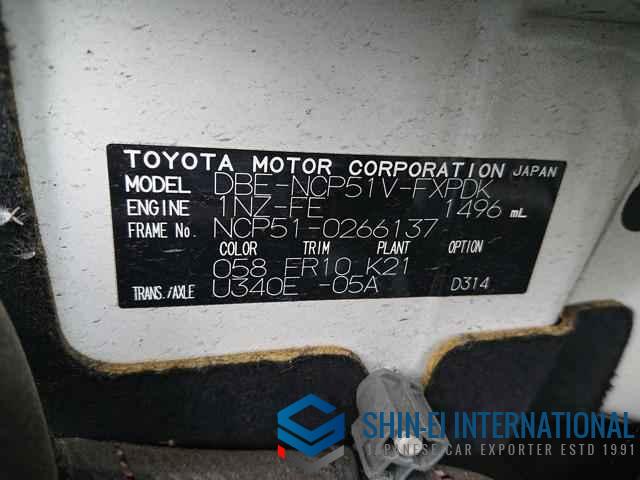 TOYOTA MOTOR CORPORATION JAPAN
MODEL DBE-NCP51V-FXPDK
ENGINE 1NZ-FE 1496 mL
FRAME No. NCP51-0266137
COLOR TRIM PLANT OPTION
058 FR10 K21
TRANS./AXLE U340E -05A D314
SHIN-EI INTERNATIONAL
JAPANESE CAR EXPORTER ESTD 1991